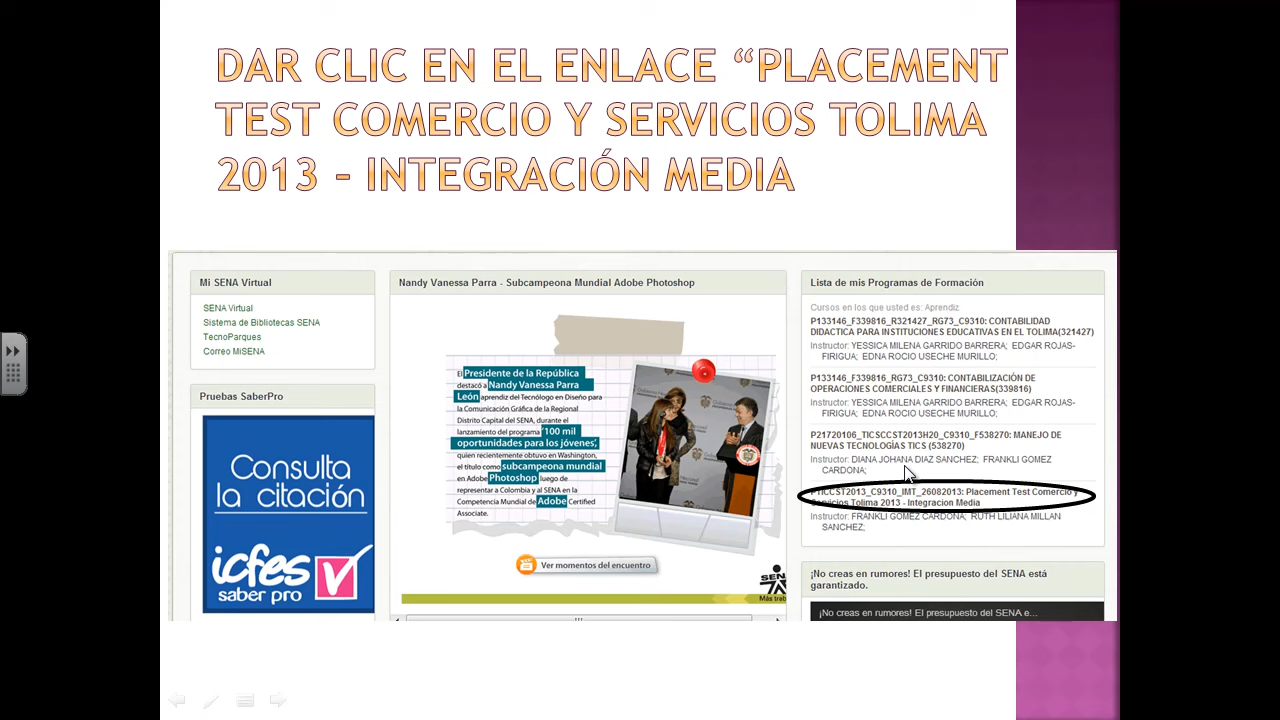 DAR CLIC EN EL ENLACE “PLACEMENT
TEST COMERCIO Y SERVICIOS TOLIMA
2013 – INTEGRACIÓN MEDIA
Mi SENA Virtual
SENA Virtual
Sistema de Bibliotecas SENA
TecnoParques
Correo MiSENA
Pruebas SaberPro
Consulta
la citación
icfes
saber pro
Nandy Vanessa Parra - Subcampeona Mundial Adobe Photoshop
El Presidente de la República
destacó a Nandy Vanessa Parra
León aprendiz del Tecnólogo en Diseño para
la Comunicación Gráfica de la Regional
Distrito Capital del SENA, durante el
lanzamiento del programa ‘100 mil
oportunidades para los jóvenes’,
quien recientemente obtuvo en Washington,
el título como subcampeona mundial
en Adobe Photoshop luego de
representar a Colombia y al SENA en la
Competencia Mundial de Adobe Certified
Associate.
Ver momentos del encuentro
SENA
Más trab
Lista de mis Programas de Formación
Cursos en los que usted es: Aprendiz
P133146_F339816_R321427_RG73_C9310: CONTABILIDAD
DIDACTICA PARA INSTITUCIONES EDUCATIVAS EN EL TOLIMA(321427)
Instructor: YESSICA MILENA GARRIDO BARRERA; EDGAR ROJAS-
FIRIGUA; EDNA ROCIO USECHE MURILLO;
P133146_F339816_RG73_C9310: CONTABILIZACIÓN DE
OPERACIONES COMERCIALES Y FINANCIERAS(339816)
Instructor: YESSICA MILENA GARRIDO BARRERA; EDGAR ROJAS-
FIRIGUA; EDNA ROCIO USECHE MURILLO;
P21720106_TICSCCST2013H20_C9310_F538270: MANEJO DE
NUEVAS TECNOLOGÍAS TICS (538270)
Instructor: DIANA JOHANA DIAZ SANCHEZ; FRANKLI GOMEZ
CARDONA;
PTICCST2013_C9310_IMT_26082013: Placement Test Comercio y
Servicios Tolima 2013 - Integracion Media
Instructor: FRANKLI GOMEZ CARDONA; RUTH LILIANA MILLAN
SANCHEZ;
¡No creas en rumores! El presupuesto del SENA está
garantizado.
¡No creas en rumores! El presupuesto del SENA e...